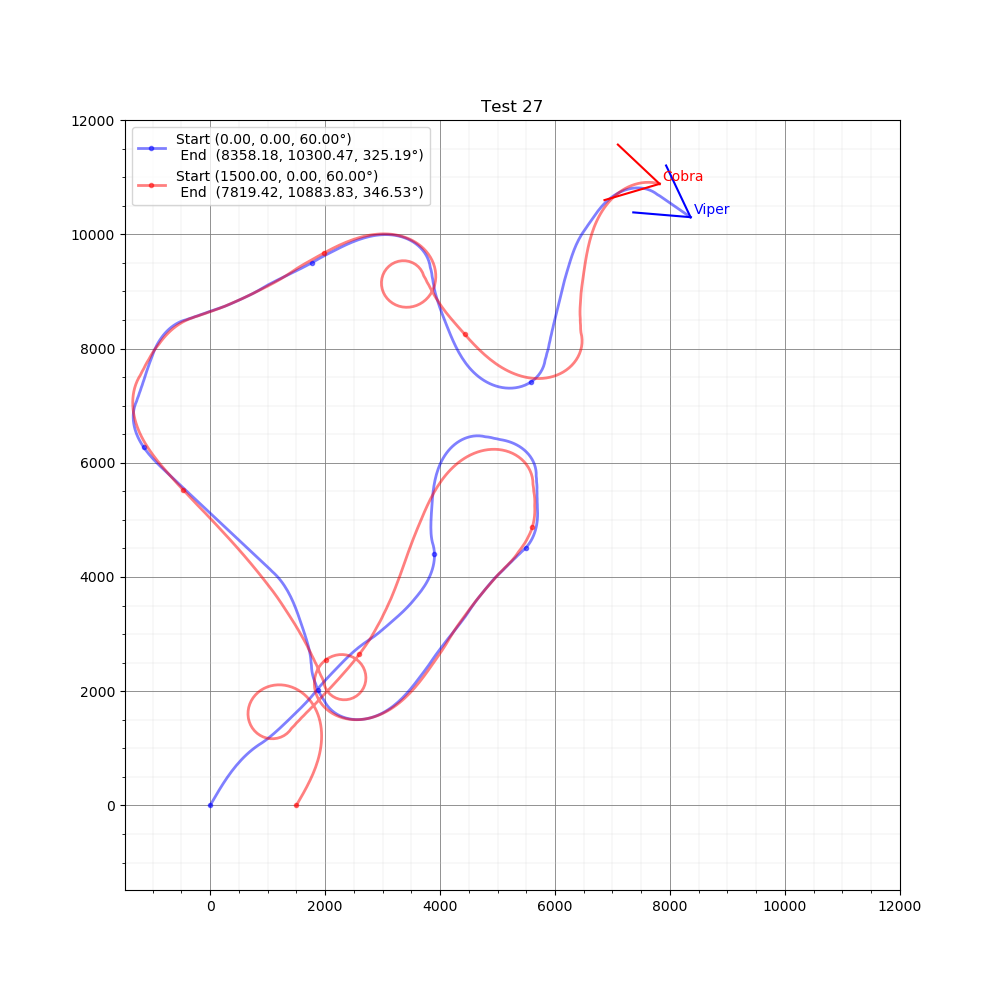 Test 27
12000
10000
8000
6000
4000
2000
0
Start (0.00, 0.00, 60.00°)
End (8358.18, 10300.47, 325.19°)
Start (1500.00, 0.00, 60.00°)
End (7819.42, 10883.83, 346.53°)
Cobra
Viper
0 2000 4000 6000 8000 10000 12000